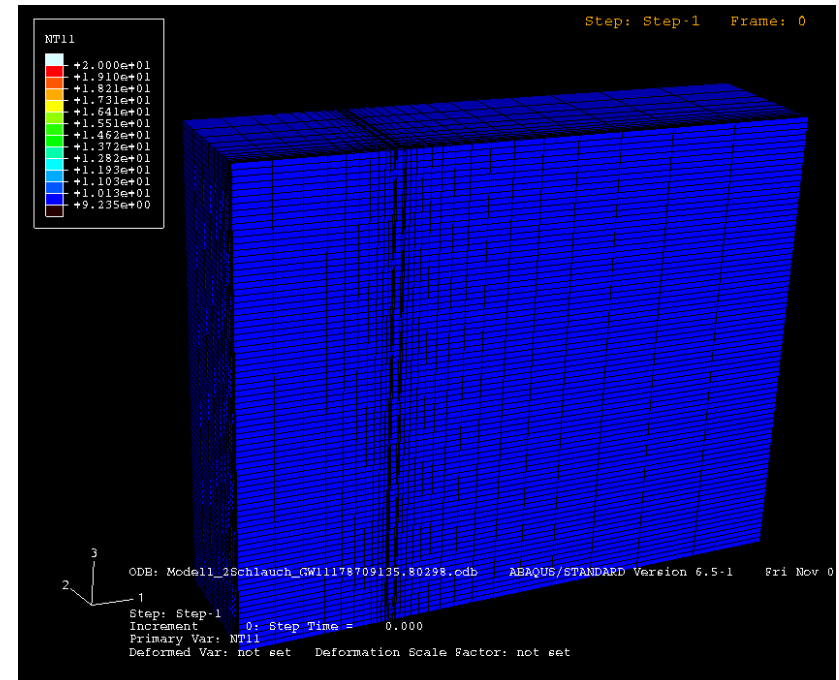 Step: Step-1 Frame: 0
NT11
+2.000e+01
+1.910e+01
+1.821e+01
+1.731e+01
+1.641e+01
+1.551e+01
+1.462e+01
+1.372e+01
+1.282e+01
+1.193e+01
+1.103e+01
+1.013e+01
+9.235e+00
3
2
1
ODB: Modell_2Schlauch_GW11178709135.80298.odb ABAQUS/STANDARD Version 6.5-1 Fri Nov 0
Step: Step-1
Increment 0: Step Time = 0.000
Primary Var: NT11
Deformed Var: not set Deformation Scale Factor: not set